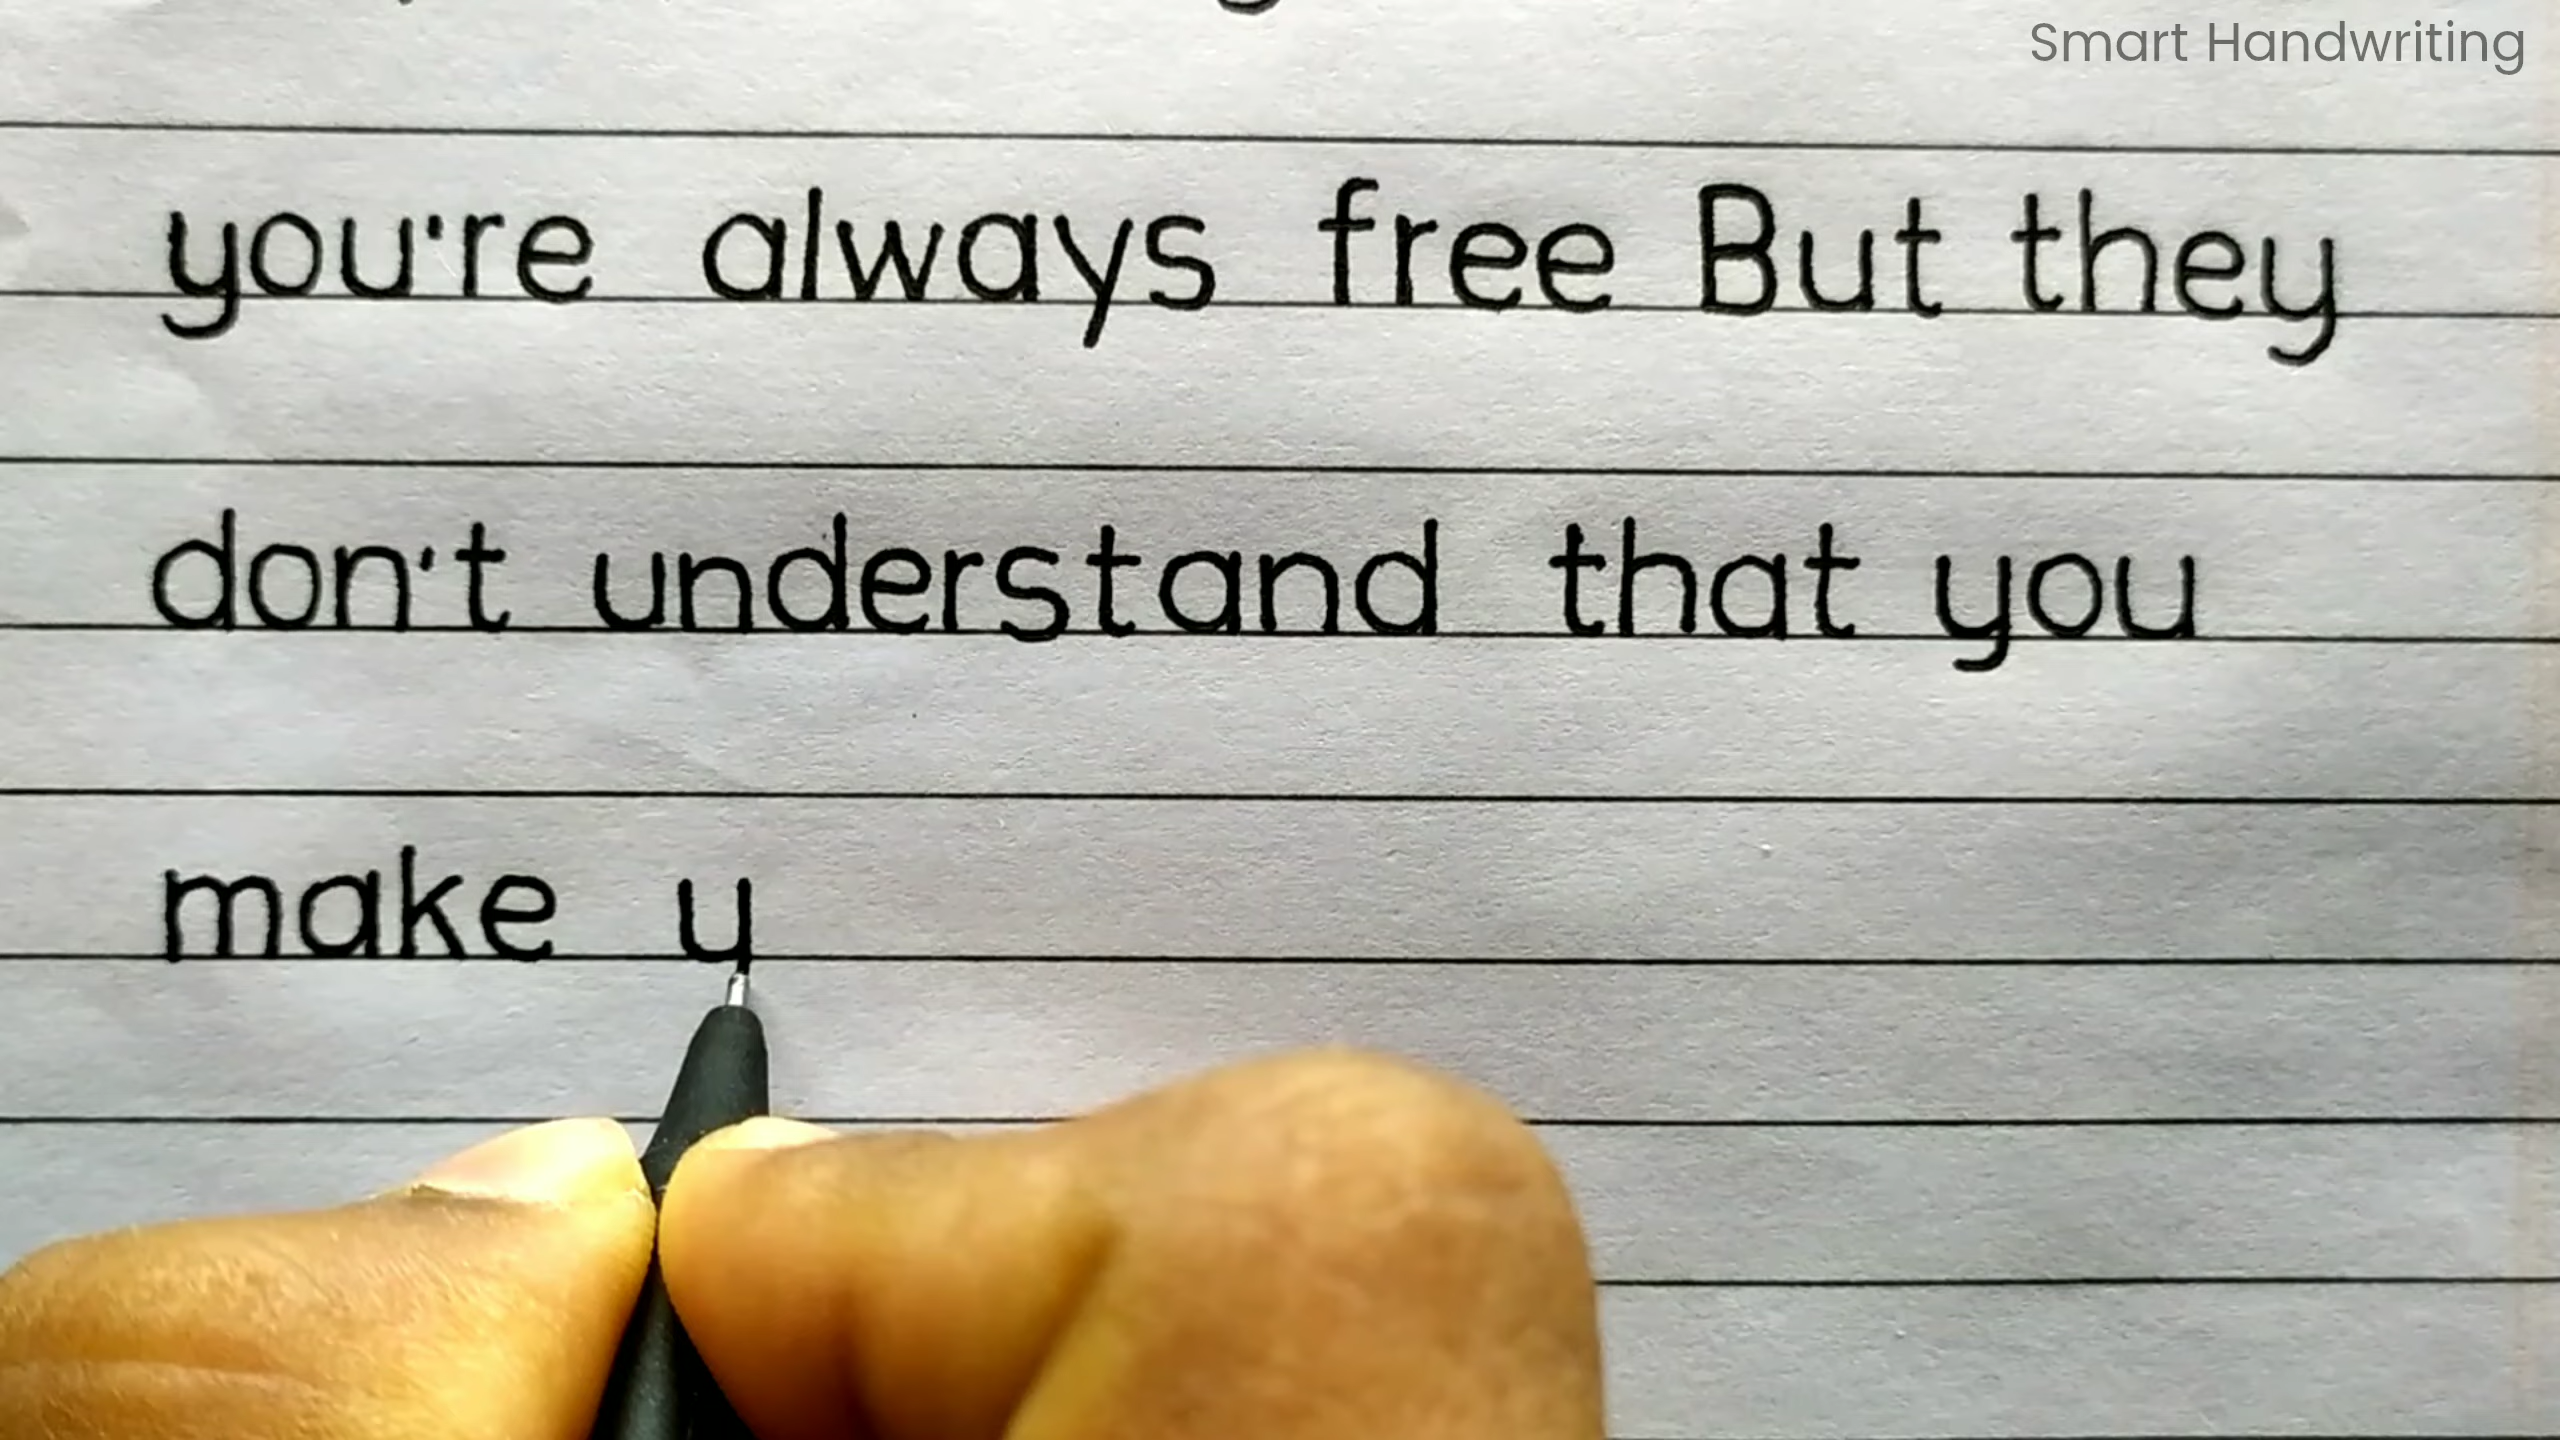 Smart Handwriting
you're always free But they
don't understand that you
make y